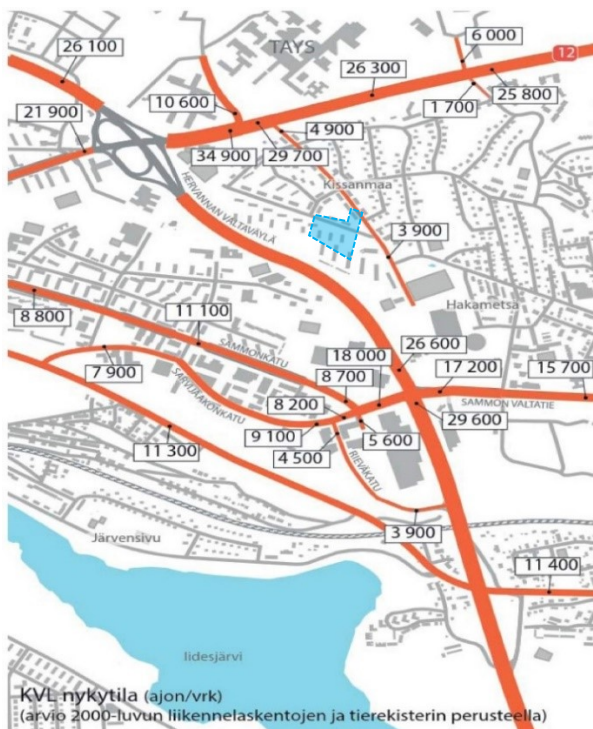 6 000
26 100
TAYS
12
26 300
10 600
25 800
1 700
21 900
4 900
34 900
29 700
Kissanmaa
HERVANNAN VALTAVÄYLÄ
3 900
Hakametsä
11 100
8 800
26 600
SAMMONKATU
18 000
7 900
8 700
17 200
15 700
SARVIJAAKONKATU
SAMMON VALTATIE
8 200
29 600
9 100
5 600
11 300
4 500
RIEVÄKATU
Järvensivu
3 900
11 400
Iidesjärvi
KVL nykytila (ajon/vrk)
(arvio 2000-luvun liikennelaskentojen ja tierekisterin perusteella)